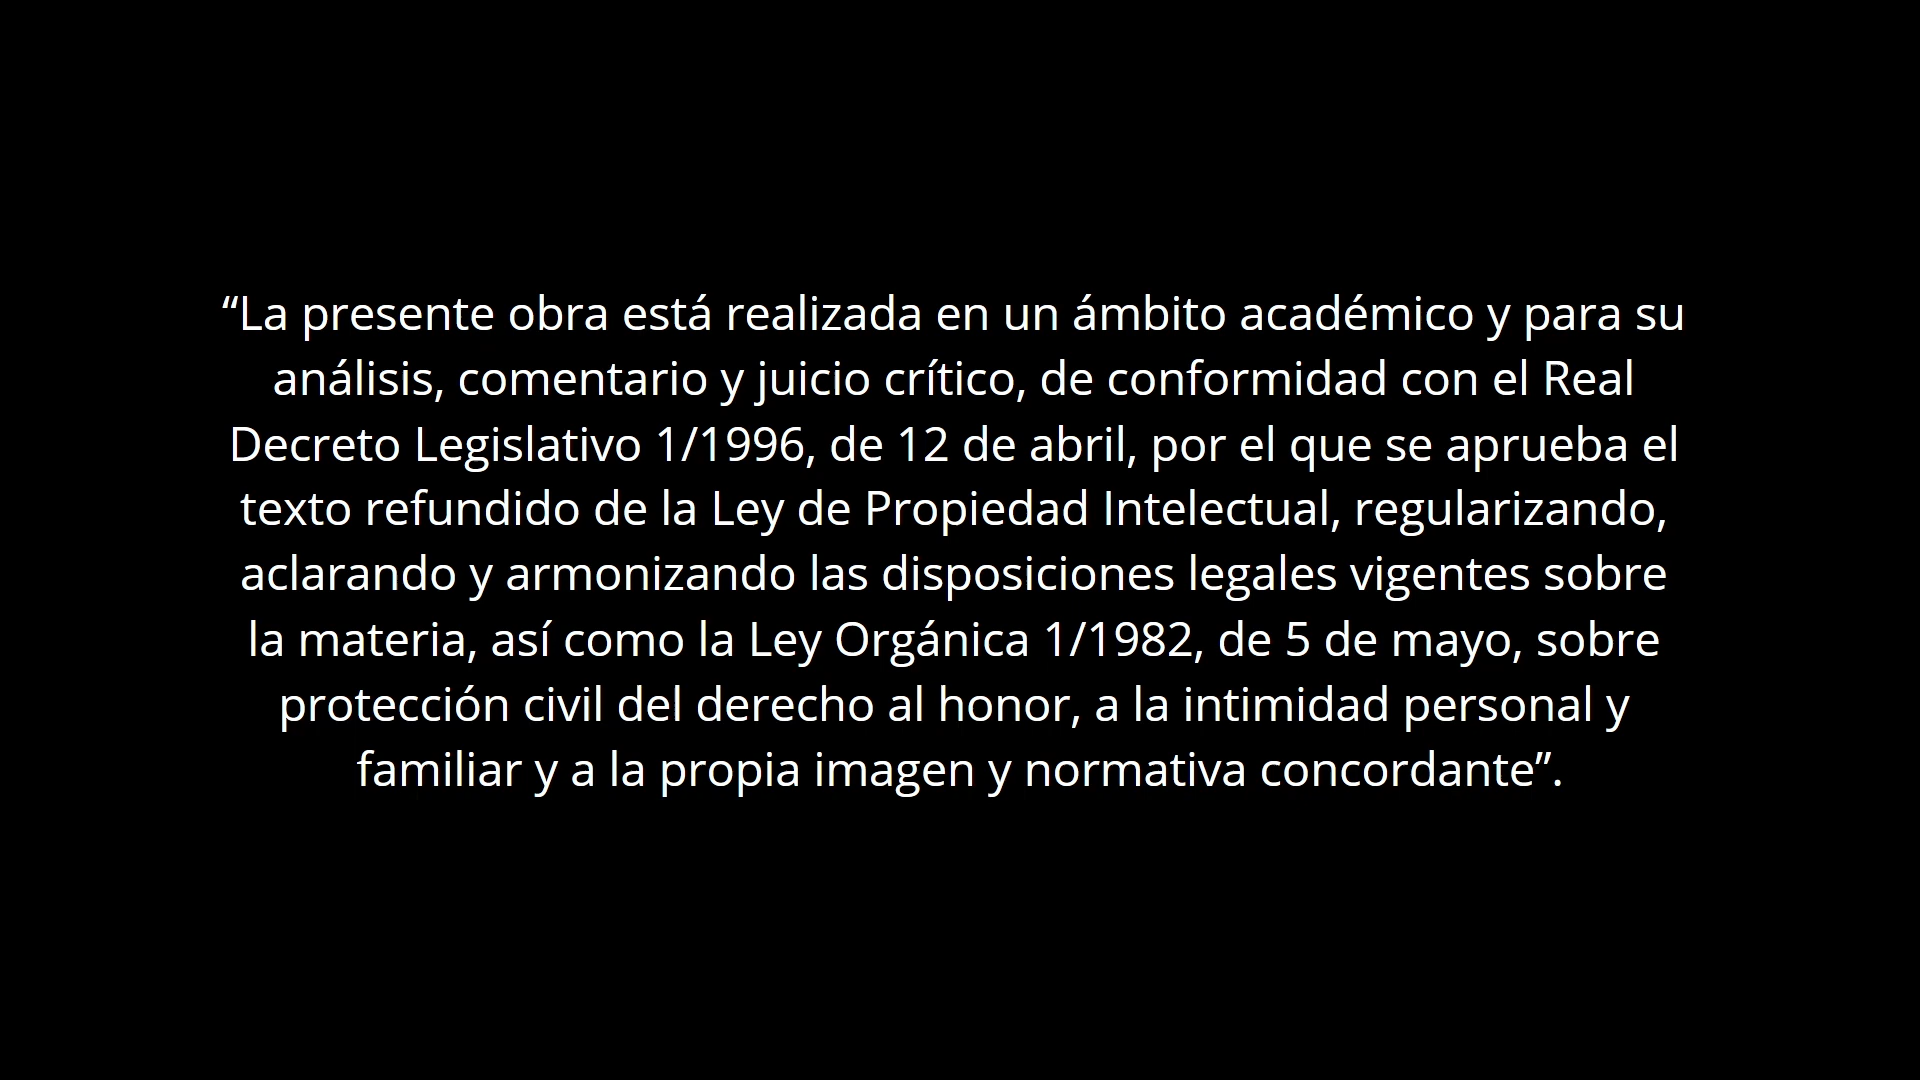 “La presente obra está realizada en un ámbito académico y para su
análisis, comentario y juicio crítico, de conformidad con el Real
Decreto Legislativo 1/1996, de 12 de abril, por el que se aprueba el
texto refundido de la Ley de Propiedad Intelectual, regularizando,
aclarando y armonizando las disposiciones legales vigentes sobre
la materia, así como la Ley Orgánica 1/1982, de 5 de mayo, sobre
protección civil del derecho al honor, a la intimidad personal y
familiar y a la propia imagen y normativa concordante”.